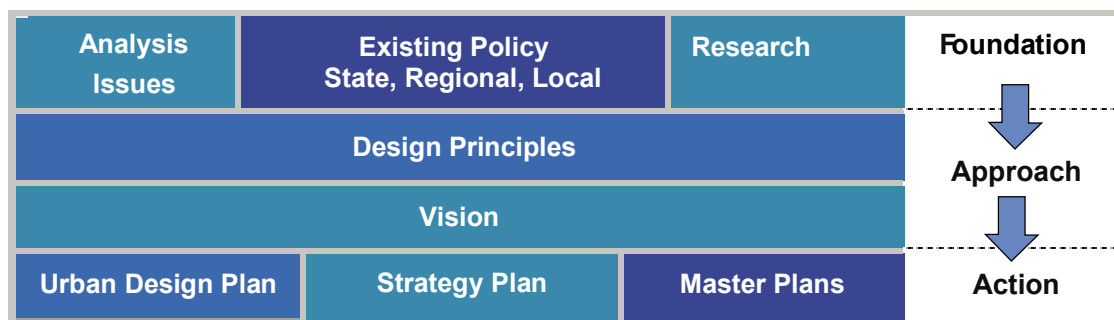 Analysis
Issues
Existing Policy
State, Regional, Local
Research
Foundation
Design Principles
Approach
Vision
Urban Design Plan
Strategy Plan
Master Plans
Action